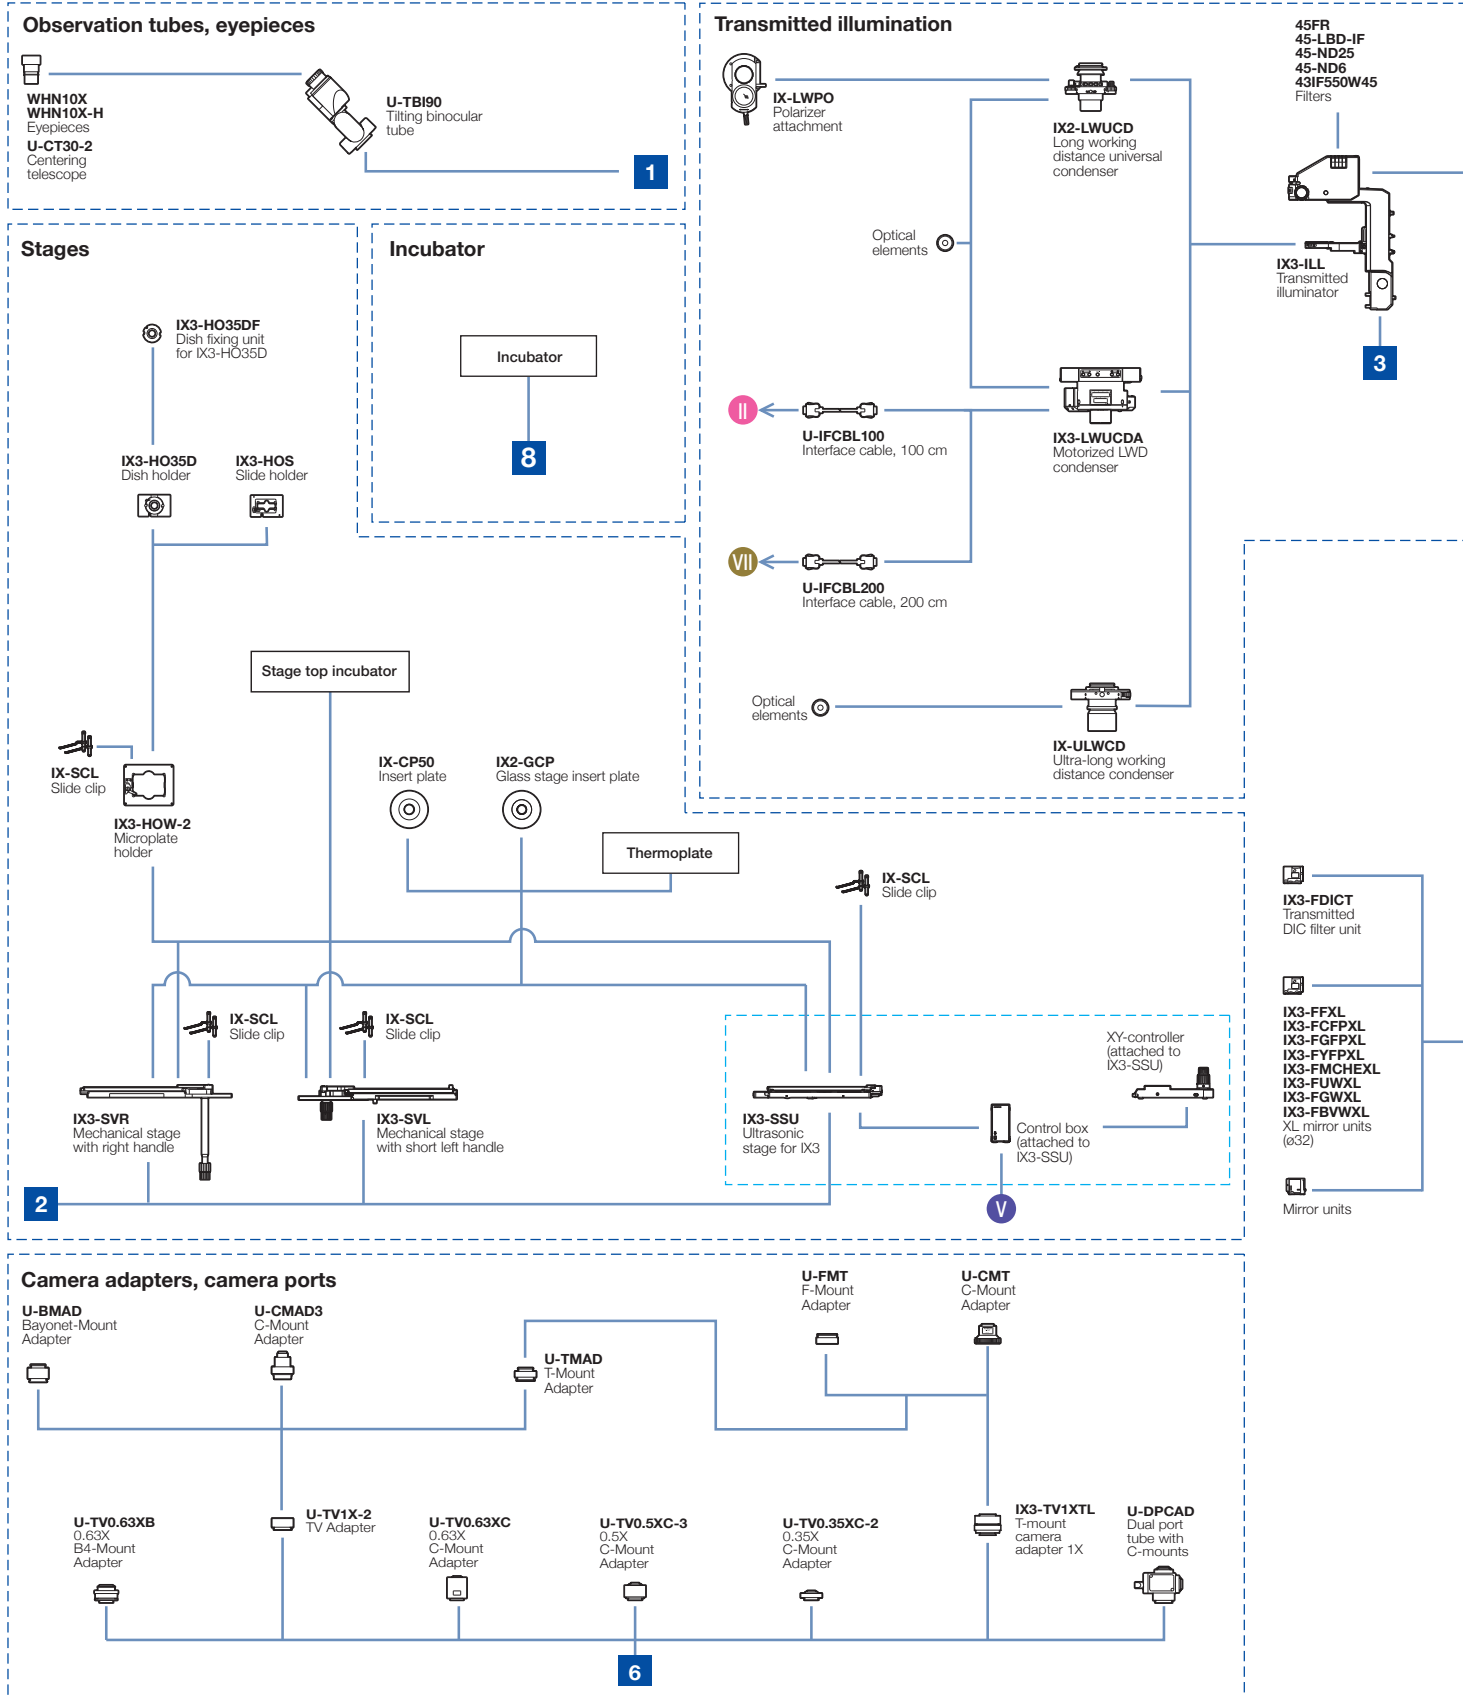 Observation tubes, eyepieces
WHN10X
WHN10X-H
Eyepieces
U-CT30-2
Centering
telescope
U-TBI90
Tilting binocular
tube
1
Transmitted illumination
IX-LWPO
Polarizer
attachment
IX2-LWUCD
Long working
distance universal
condenser
45FR
45-LBD-IF
45-ND25
45-ND6
43IF550W45
Filters
Optical
elements
IX3-ILL
Transmitted
illuminator
3
II
U-IFCBL100
Interface cable, 100 cm
IX3-LWUCDA
Motorized LWD
condenser
VII
U-IFCBL200
Interface cable, 200 cm
Optical
elements
IX-ULWCD
Ultra-long working
distance condenser
Stages
IX3-HO35DF
Dish fixing unit
for IX3-HO35D
IX3-HO35D
Dish holder
IX3-HOS
Slide holder
Incubator
Incubator
8
Stage top incubator
IX-SCL
Slide clip
IX3-HOW-2
Microplate
holder
IX-CP50
Insert plate
IX2-GCP
Glass stage insert plate
Thermoplate
IX-SCL
Slide clip
IX-SCL
Slide clip
IX-SCL
Slide clip
IX3-SVR
Mechanical stage
with right handle
IX3-SVL
Mechanical stage
with short left handle
IX3-SSU
Ultrasonic
stage for IX3
XY-controller
(attached to
IX3-SSU)
Control box
(attached to
IX3-SSU)
2
V
IX3-FDICT
Transmitted
DIC filter unit
IX3-FFXL
IX3-FCFPXL
IX3-FGFPXL
IX3-FYFPXL
IX3-FMCHEXL
IX3-FUWXL
IX3-FGWXL
IX3-FBVWXL
XL mirror units
(ø32)
Mirror units
Camera adapters, camera ports
U-BMAD
Bayonet-Mount
Adapter
U-CMAD3
C-Mount
Adapter
U-TMAD
T-Mount
Adapter
U-FMT
F-Mount
Adapter
U-CMT
C-Mount
Adapter
U-TV0.63XB
0.63X
B4-Mount
Adapter
U-TV1X-2
TV Adapter
U-TV0.63XC
0.63X
C-Mount
Adapter
U-TV0.5XC-3
0.5X
C-Mount
Adapter
U-TV0.35XC-2
0.35X
C-Mount
Adapter
IX3-TV1XTL
T-mount
camera
adapter 1X
U-DPCAD
Dual port
tube with
C-mounts
6